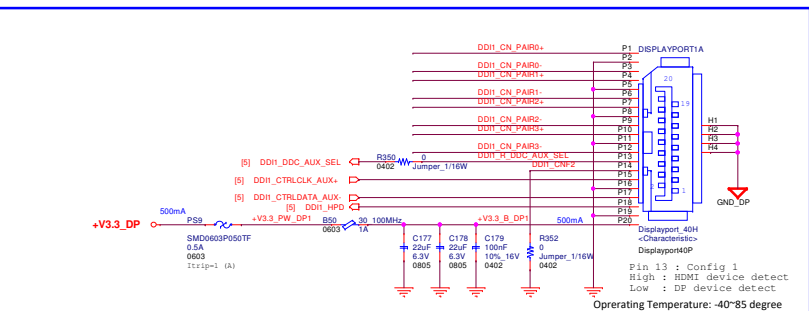 DDI1_CN_PAIR0+
P1
DISPLAYPORT1A
P2
DDI1_CN_PAIR0-
P3
DDI1_CN_PAIR1+
P4
20
P5
DDI1_CN_PAIR1-
P6
DDI1_CN_PAIR2+
P7
19
P8
DDI1_CN_PAIR2-
P9
H1
DDI1_CN_PAIR3+
P10
H2
P11
H3
DDI1_CN_PAIR3-
P12
H4
[5] DDI1_DDC_AUX_SEL
R350
0
DDI1_R_DDC_AUX_SEL
P13
0402
Jumper_1/16W
DDI1_CNF2
P14
[5] DDI1_CTRLCLK_AUX+
P15
P16
2
1
[5] DDI1_CTRLDATA_AUX-
P17
[5] DDI1_HPD
P18
GND_DP
P19
500mA
+V3.3_DP
PS9
+V3.3_PW_DP1
B50
30_100MHz
+V3.3_B_DP1
500mA
P20
0603
1A
SMD0603P050TF
0.5A
0603
Itrip=1 (A)
C177
22uF
6.3V
0805
C178
22uF
6.3V
0805
C179
100nF
10%_16V
0402
R352
0
Jumper_1/16W
0402
Displayport_40H
<Characteristic>
Displayport40P
Pin 13 : Config 1
High : HDMI device detect
Low : DP device detect
Oprerating Temperature: -40~85 degree